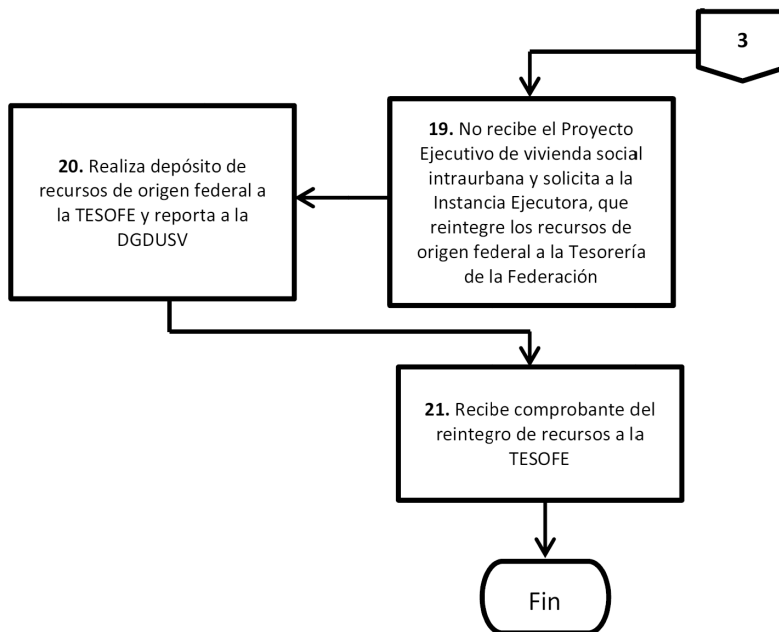 3
19. No recibe el Proyecto
Ejecutivo de vivienda social
intraurbana y solicita a la
Instancia Ejecutora, que
reintegre los recursos de
origen federal a la Tesorería
de la Federación
20. Realiza depósito de
recursos de origen federal a
la TESOFE y reporta a la
DGDUSV
21. Recibe comprobante del
reintegro de recursos a la
TESOFE
Fin